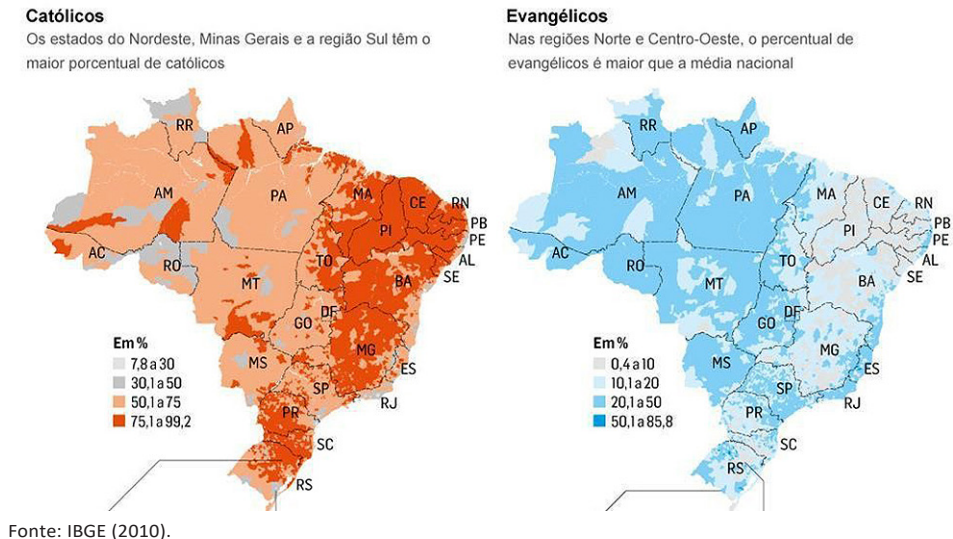 Católicos
Os estados do Nordeste, Minas Gerais e a região Sul têm o
maior porcentual de católicos
RR
AP
AM
PA
MA
CE
RN
PB
PE
AL
SE
PI
AC
RO
TO
BA
MT
DF
GO
MG
ES
MS
SP
RJ
PR
SC
RS
Em %
7,8 a 30
30,1 a 50
50,1 a 75
75,1 a 99,2
Evangélicos
Nas regiões Norte e Centro-Oeste, o percentual de
evangélicos é maior que a média nacional
RR
AP
AM
PA
MA
CE
RN
PB
PE
AL
SE
PI
AC
RO
TO
BA
MT
DF
GO
MG
ES
MS
SP
RJ
PR
SC
RS
Em %
0,4 a 10
10,1 a 20
20,1 a 50
50,1 a 85,8
Fonte: IBGE (2010).